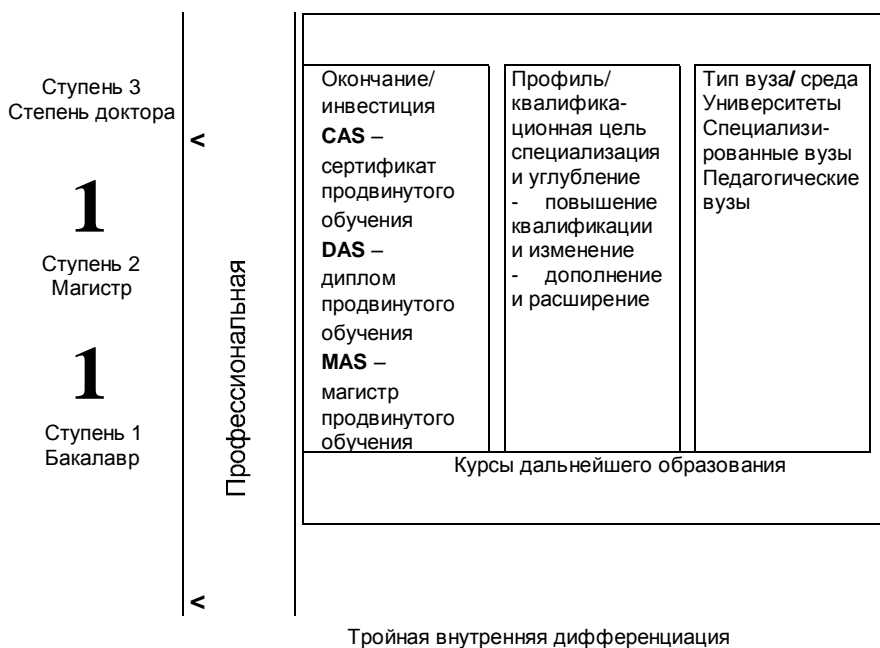 Ступень 3
Степень доктора
<
1
Ступень 2
Магистр
1
Ступень 1
Бакалавр
<
Профессиональная
Окончание/
инвестиция
CAS –
сертификат
продвинутого
обучения
DAS –
диплом
продвинутого
обучения
MAS –
магистр
продвинутого
обучения
Профиль/
квалифика-
ционная цель
специализация
и углубление
- повышение
квалификации
и изменение
- дополнение
и расширение
Тип вуза/ среда
Университеты
Специализи-
рованные вузы
Педагогические
вузы
Курсы дальнейшего образования
Тройная внутренняя дифференциация